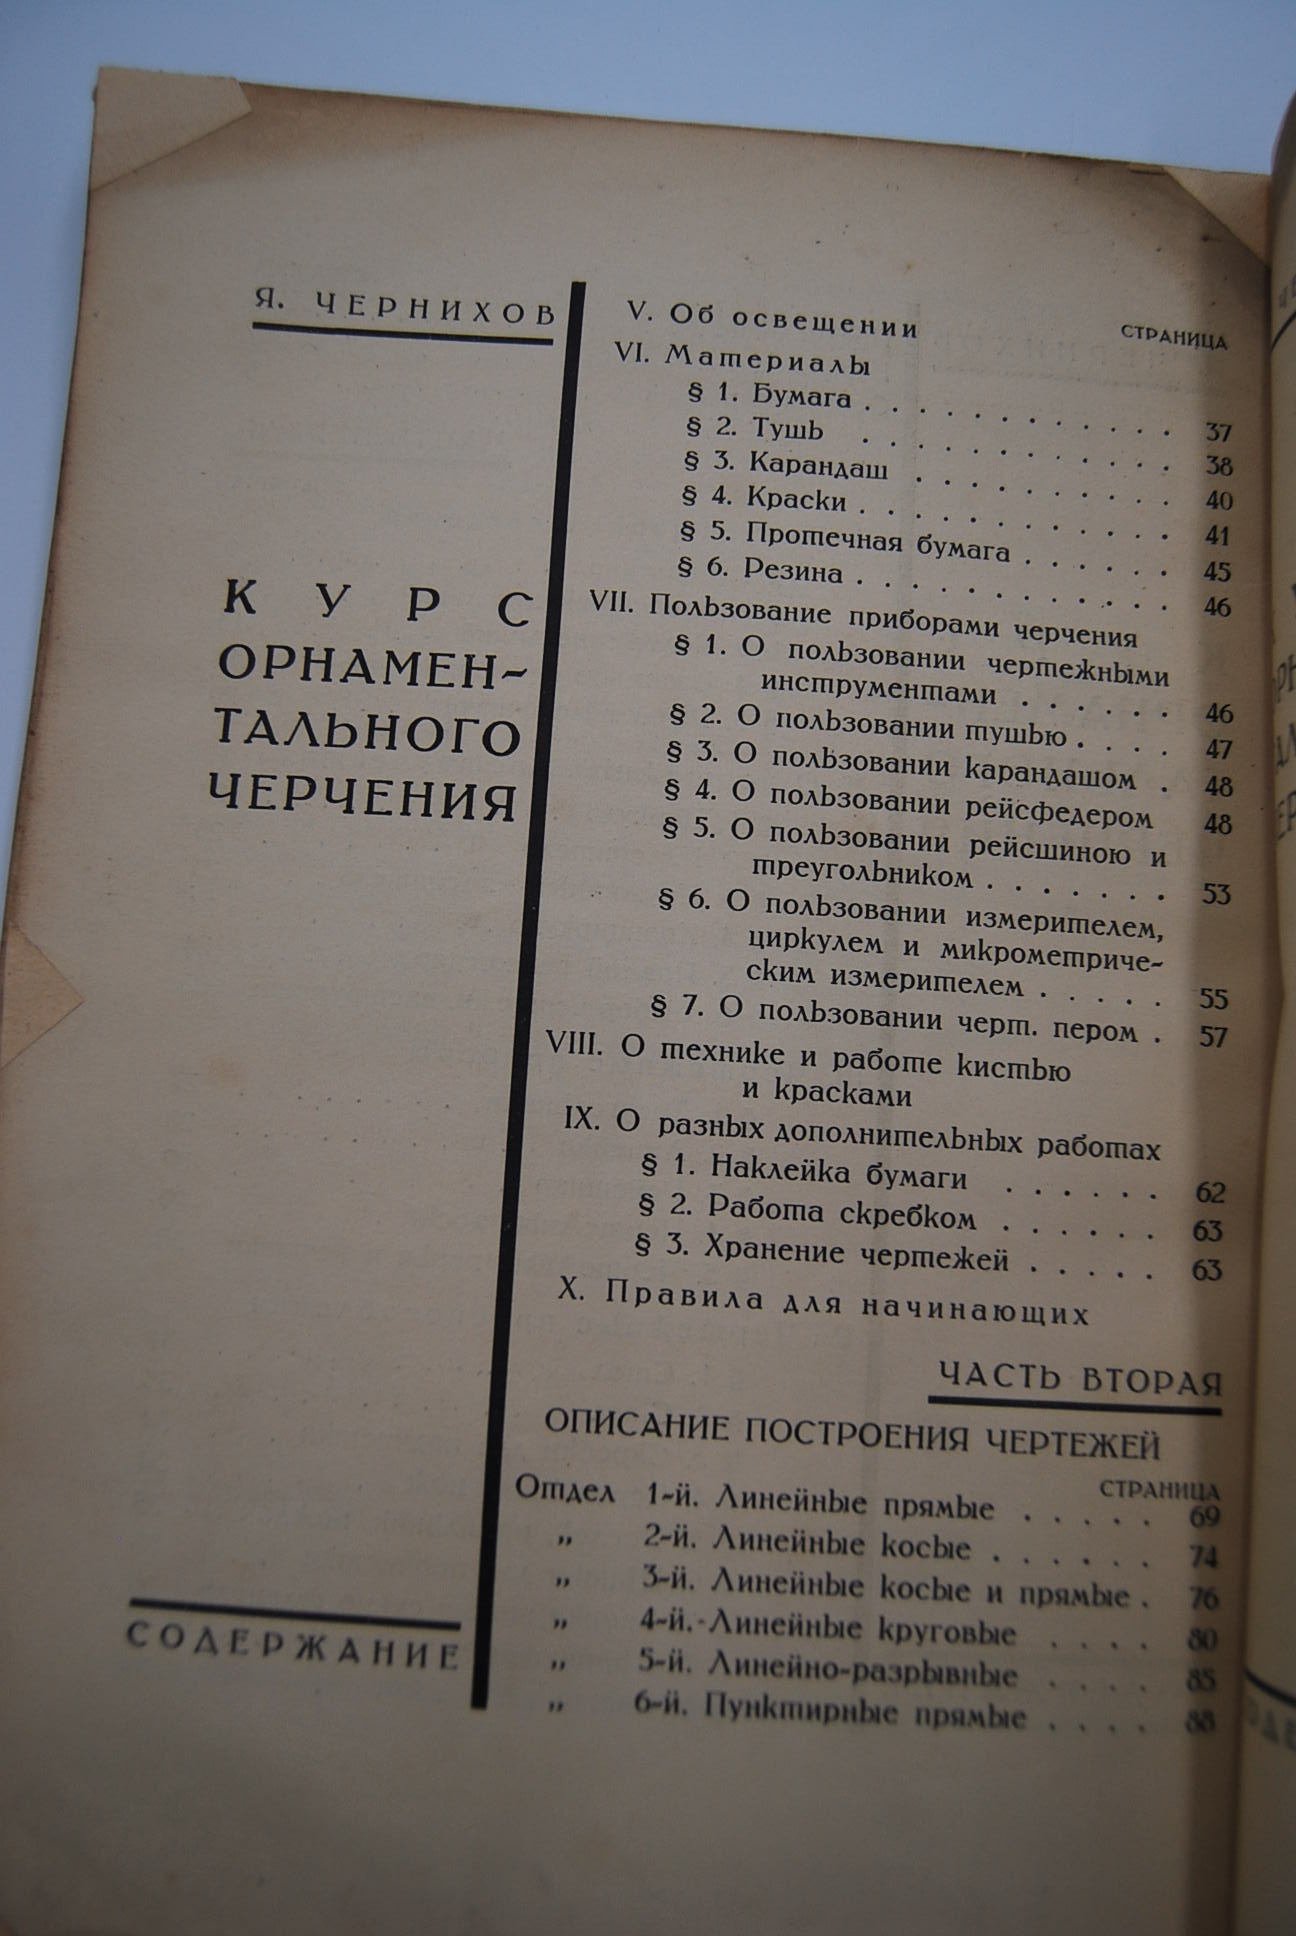 Я. ЧЕРНИХОВ
КУРС
ОРНАМЕН-
ТАЛЬНОГО
ЧЕРЧЕНИЯ
СОДЕРЖАНИЕ
V. Об освещении СТРАНИЦА
VI. Материалы
§ 1. Бумага . . . . . . . . . . . . 37
§ 2. Тушь . . . . . . . . . . . . 38
§ 3. Карандаш . . . . . . . . . . 40
§ 4. Краски . . . . . . . . . . . . 41
§ 5. Протечная бумага . . . . . . 45
§ 6. Резина . . . . . . . . . . . . 46
VII. Пользование приборами черчения
§ 1. О пользовании чертежными
инструментами . . . . . . 46
§ 2. О пользовании тушью . . . . 47
§ 3. О пользовании карандашом . 48
§ 4. О пользовании рейсфедером 48
§ 5. О пользовании рейсшиною и
треугольником . . . . . . . 53
§ 6. О пользовании измерителем,
циркулем и микрометриче-
ским измерителем . . . . . 55
§ 7. О пользовании черт. пером . 57
VIII. О технике и работе кистью
и красками
IX. О разных дополнительных работах
§ 1. Наклейка бумаги . . . . . . 62
§ 2. Работа скребком . . . . . . 63
§ 3. Хранение чертежей . . . . . 63
X. Правила для начинающих
ЧАСТЬ ВТОРАЯ
ОПИСАНИЕ ПОСТРОЕНИЯ ЧЕРТЕЖЕЙ
СТРАНИЦА
Отдел 1-й. Линейные прямые . . . . . 69
„ 2-й. Линейные косые . . . . . . 74
„ 3-й. Линейные косые и прямые . 76
„ 4-й. Линейные круговые . . . . 80
„ 5-й. Линейно-разрывные . . . . 85
„ 6-й. Пунктирные прямые . . . . 88